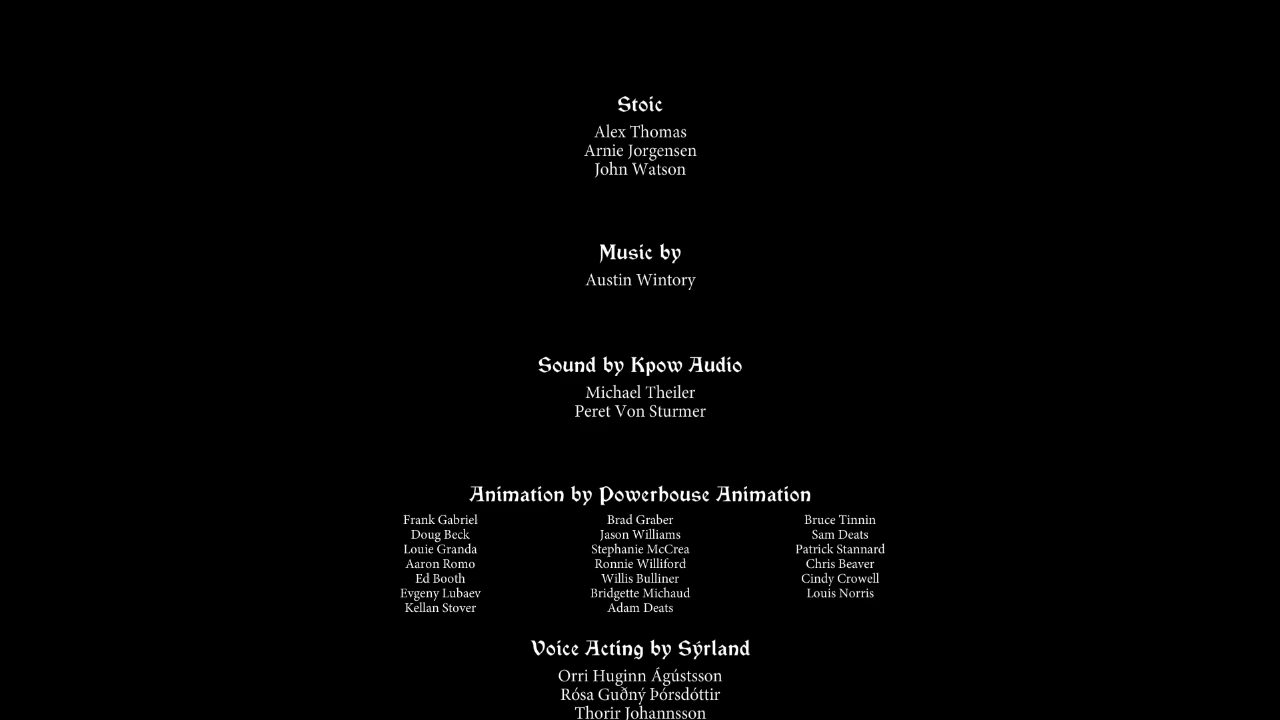 Stoic
Alex Thomas
Arnie Jorgensen
John Watson
Music by
Austin Wintory
Sound by Kpow Audio
Michael Theiler
Peret Von Sturmer
Animation by Powerhouse Animation
Frank Gabriel Brad Graber Bruce Tinnin
Doug Beck Jason Williams Sam Deats
Louie Granda Stephanie McCrea Patrick Stannard
Aaron Romo Ronnie Williford Chris Beaver
Ed Booth Willis Bulliner Cindy Crowell
Evgeny Lubaev Bridgette Michaud Louis Norris
Kellan Stover Adam Deats
Voice Acting by Sýrland
Orri Huginn Ágústsson
Rósa Guðný Þórsdóttir
Thorir Johannsson